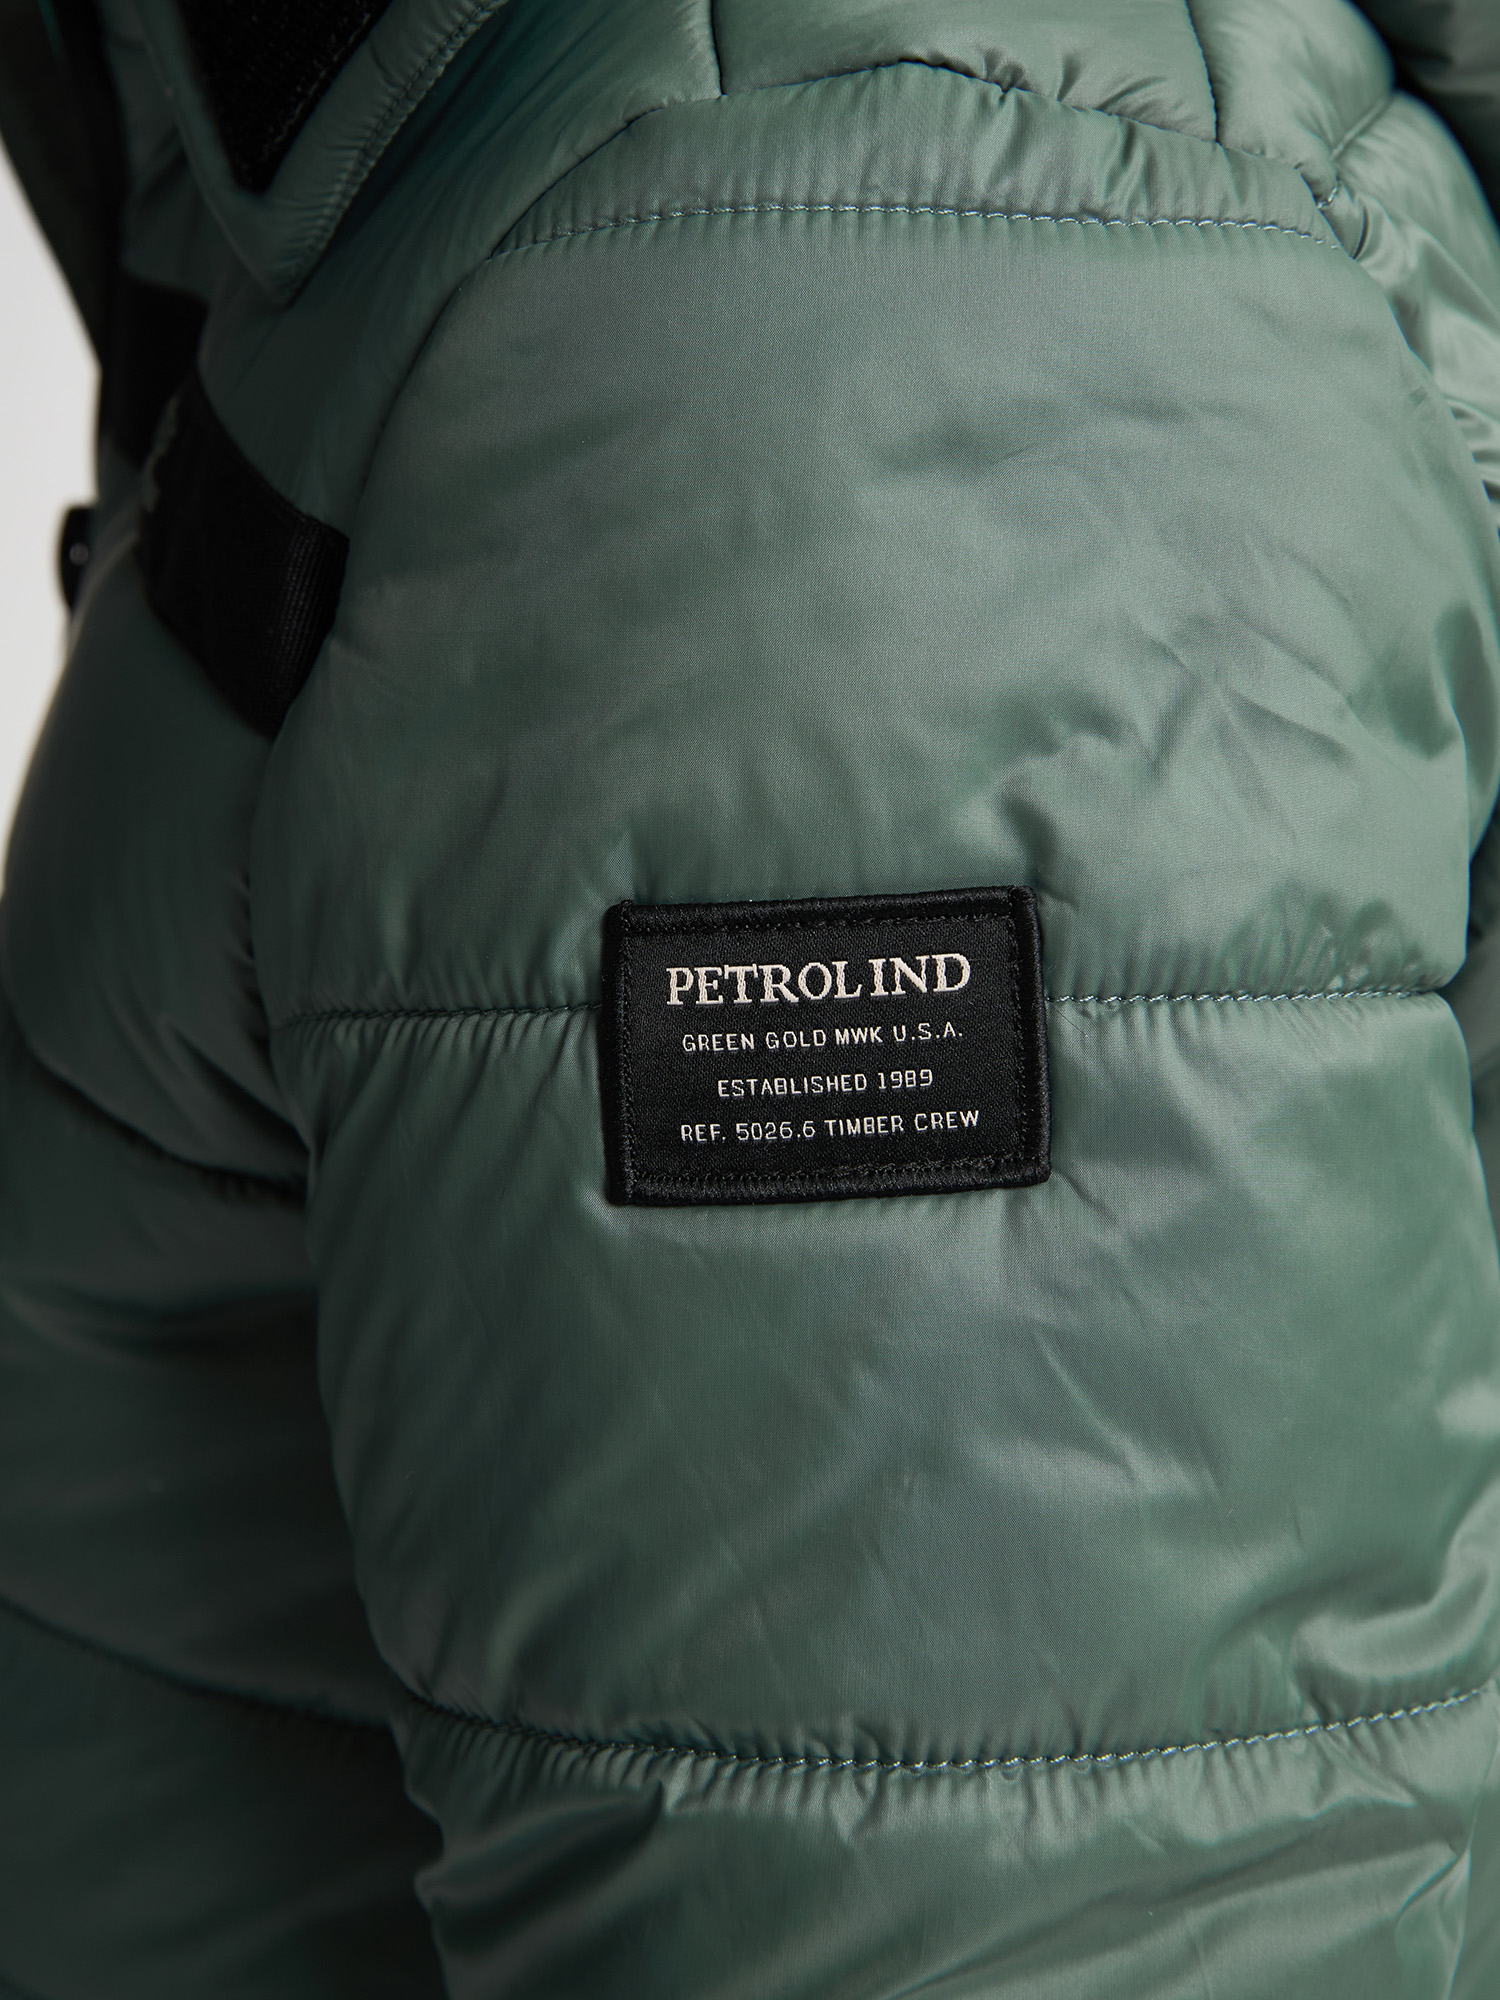 PETROL IND
GREEN GOLD MWK U.S.A.
ESTABLISHED 1989
REF. 5026.6 TIMBER CREW